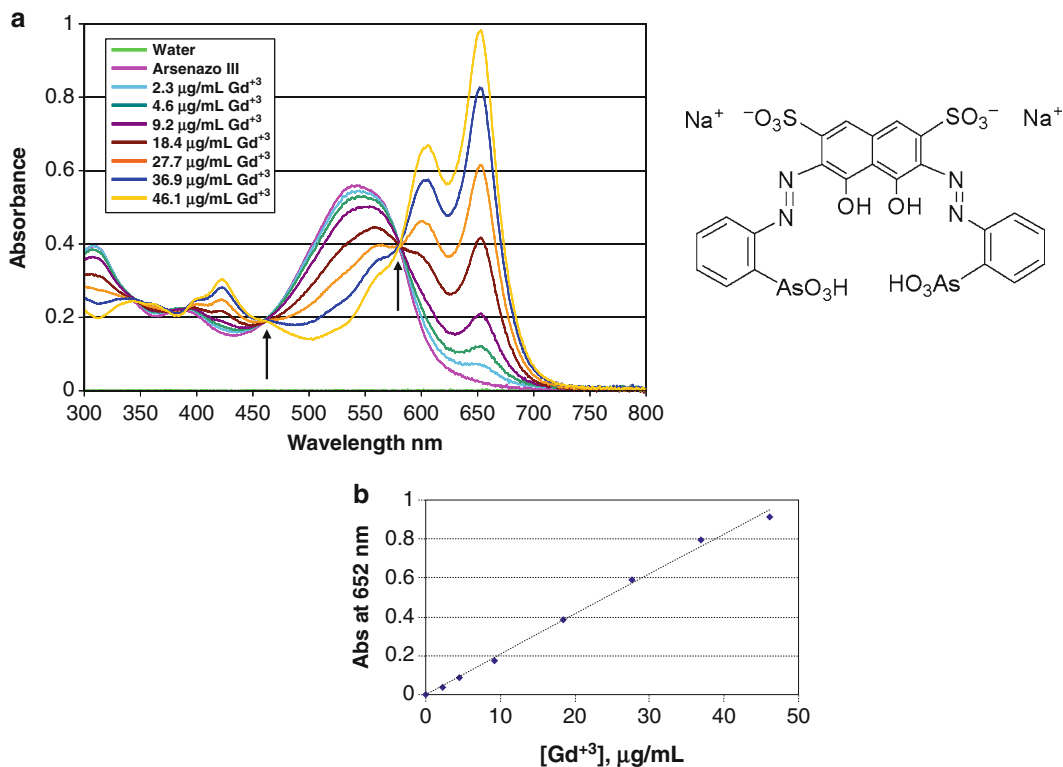 a
Absorbance
1
0.8
0.6
0.4
0.2
0
Water
Arsenazo III
2.3 μg/mL Gd⁺³
4.6 μg/mL Gd⁺³
9.2 μg/mL Gd⁺³
18.4 μg/mL Gd⁺³
27.7 μg/mL Gd⁺³
36.9 μg/mL Gd⁺³
46.1 μg/mL Gd⁺³
300 350 400 450 500 550 600 650 700 750 800
Wavelength nm
Na⁺ ⁻O₃S SO₃⁻ Na⁺
N N
N OH OH N
AsO₃H HO₃As
b
Abs at 652 nm
1
0.8
0.6
0.4
0.2
0
0 10 20 30 40 50
[Gd⁺³], μg/mL